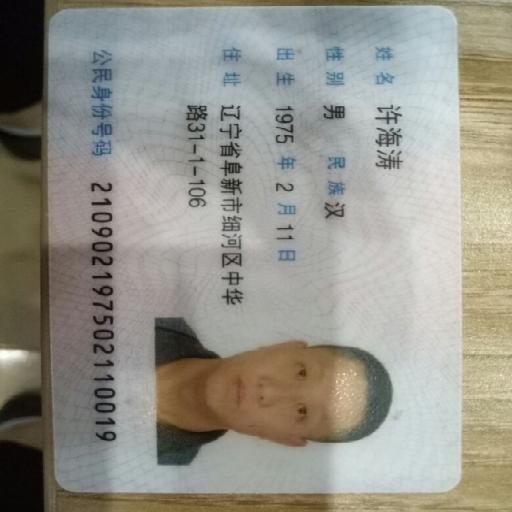 姓名 许海涛
性别 男 民族 汉
出生 1975 年 2 月 11 日
住址 辽宁省阜新市细河区中华
路31-1-106
公民身份号码 210902197502110019